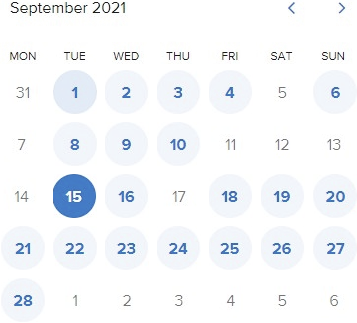 September 2021
MON TUE WED THU FRI SAT SUN
31 1 2 3 4 5 6
7 8 9 10 11 12 13
14 15 16 17 18 19 20
21 22 23 24 25 26 27
28 1 2 3 4 5 6